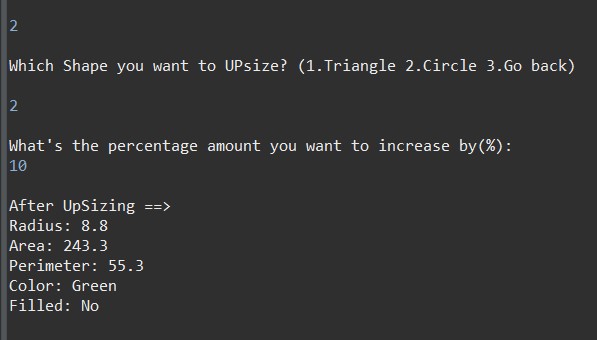 2
Which Shape you want to UPsize? (1.Triangle 2.Circle 3.Go back)
2
What's the percentage amount you want to increase by(%):
10
After UpSizing ==>
Radius: 8.8
Area: 243.3
Perimeter: 55.3
Color: Green
Filled: No